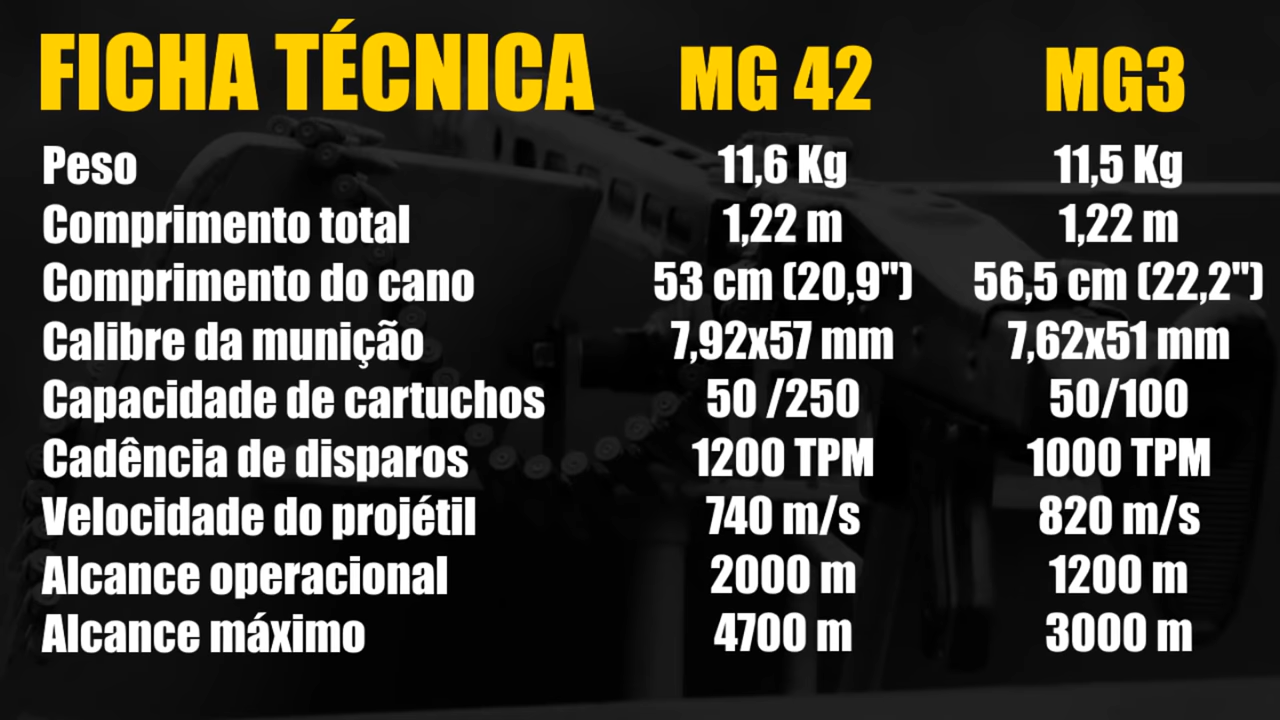 FICHA TÉCNICA MG 42 MG3
Peso 11,6 Kg 11,5 Kg
Comprimento total 1,22 m 1,22 m
Comprimento do cano 53 cm (20,9") 56,5 cm (22,2")
Calibre da munição 7,92x57 mm 7,62x51 mm
Capacidade de cartuchos 50 /250 50/100
Cadência de disparos 1200 TPM 1000 TPM
Velocidade do projétil 740 m/s 820 m/s
Alcance operacional 2000 m 1200 m
Alcance máximo 4700 m 3000 m